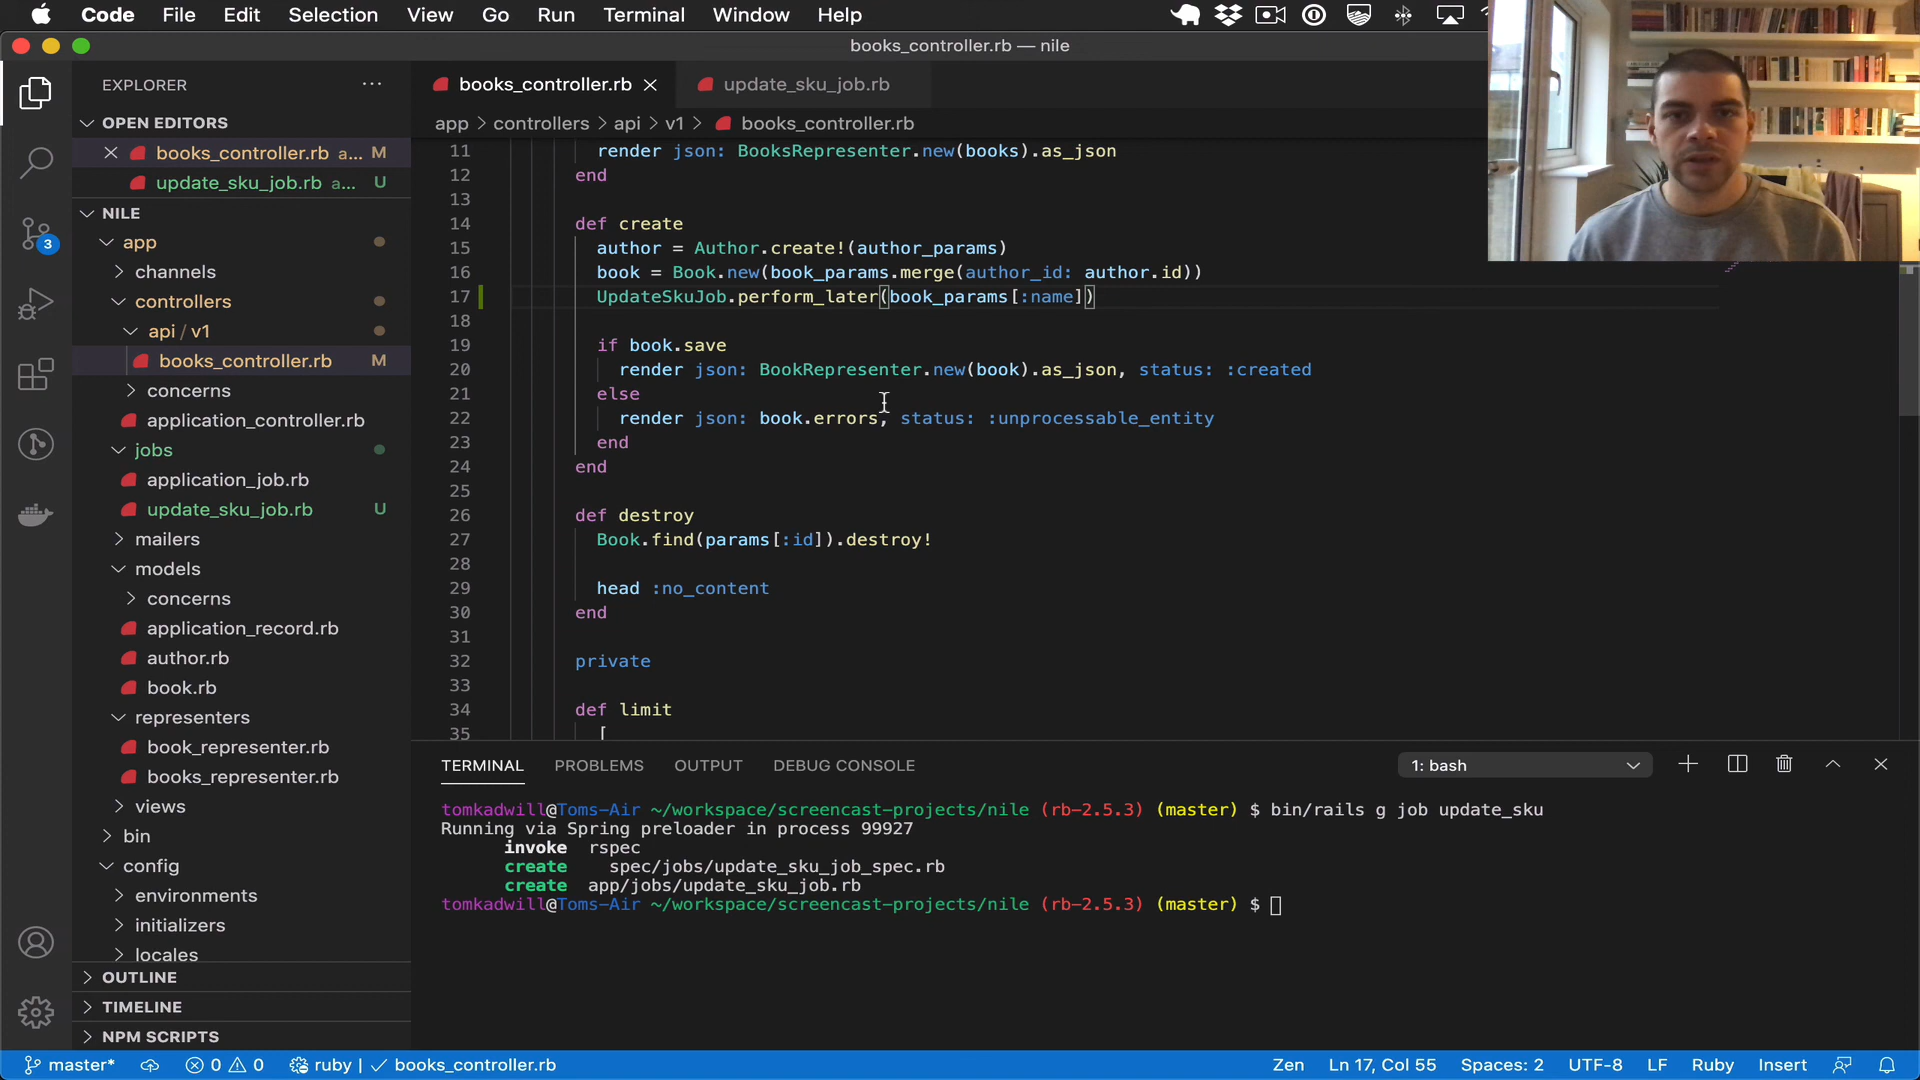 Code File Edit Selection View Go Run Terminal Window Help
books_controller.rb — nile
EXPLORER
OPEN EDITORS
books_controller.rb a... M
update_sku_job.rb a... U
NILE
app
channels
controllers
api / v1
books_controller.rb M
concerns
application_controller.rb
jobs
application_job.rb
update_sku_job.rb U
mailers
models
concerns
application_record.rb
author.rb
book.rb
representers
book_representer.rb
books_representer.rb
views
bin
config
environments
initializers
locales
OUTLINE
TIMELINE
NPM SCRIPTS
3
books_controller.rb
update_sku_job.rb
app > controllers > api > v1 > books_controller.rb
11 render json: BooksRepresenter.new(books).as_json
12 end
13
14 def create
15 author = Author.create!(author_params)
16 book = Book.new(book_params.merge(author_id: author.id))
17 UpdateSkuJob.perform_later(book_params[:name])
18
19 if book.save
20 render json: BookRepresenter.new(book).as_json, status: :created
21 else
22 render json: book.errors, status: :unprocessable_entity
23 end
24 end
25
26 def destroy
27 Book.find(params[:id]).destroy!
28
29 head :no_content
30 end
31
32 private
33
34 def limit
35 [
TERMINAL PROBLEMS OUTPUT DEBUG CONSOLE
1: bash
tomkadwill@Toms-Air ~/workspace/screencast-projects/nile (rb-2.5.3) (master) $ bin/rails g job update_sku
Running via Spring preloader in process 99927
invoke rspec
create spec/jobs/update_sku_job_spec.rb
create app/jobs/update_sku_job.rb
tomkadwill@Toms-Air ~/workspace/screencast-projects/nile (rb-2.5.3) (master) $
master* 0 0 ruby | ✓ books_controller.rb
Zen Ln 17, Col 55 Spaces: 2 UTF-8 LF Ruby Insert